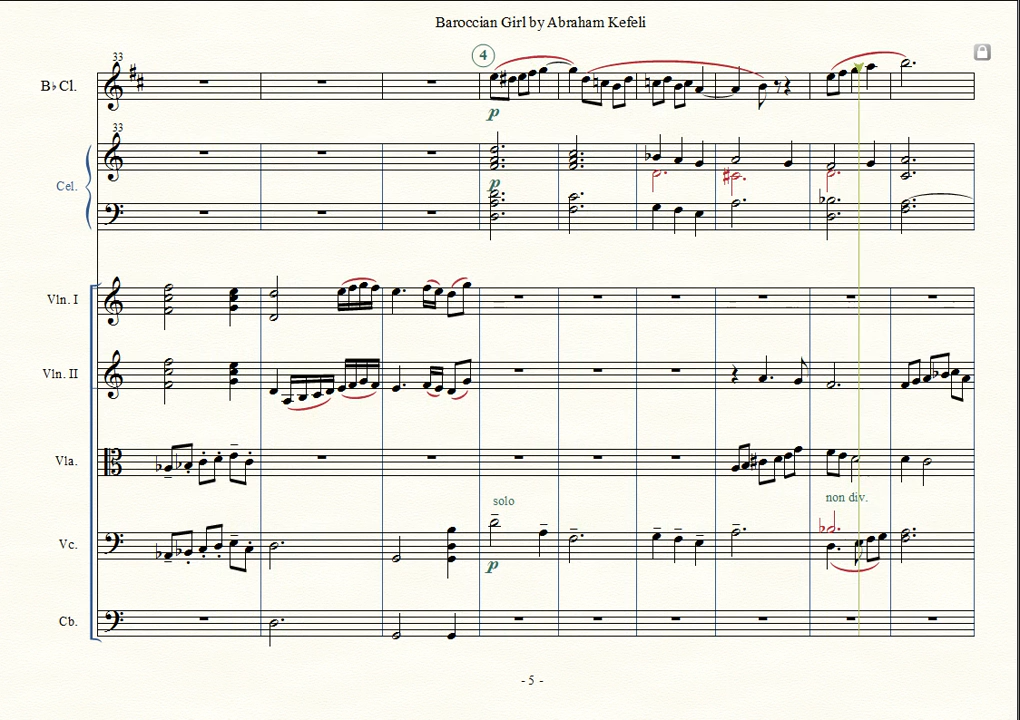 Baroccian Girl by Abraham Kefeli
33
4
B♭Cl.
p
33
Cel.
p
Vln. I
Vln. II
Vla.
solo
non div.
Vc.
p
Cb.
- 5 -